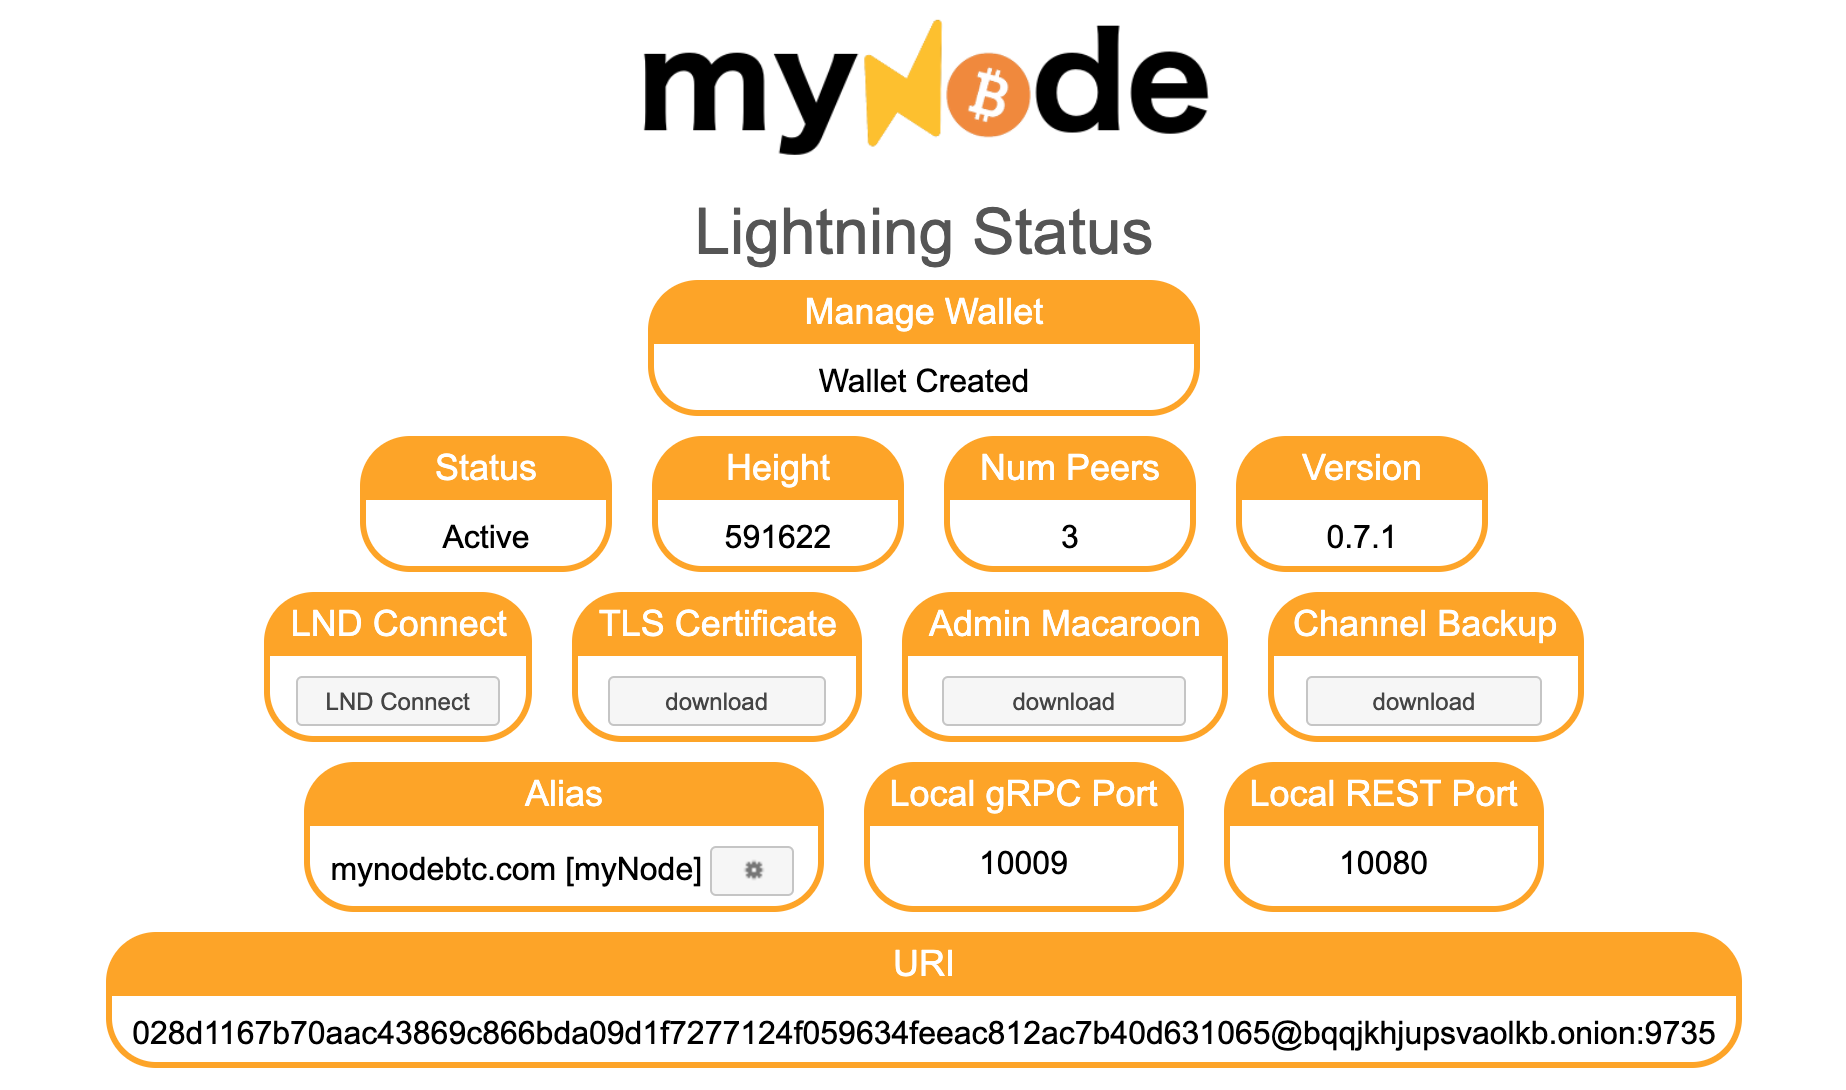 myNode
Lightning Status
Manage Wallet
Wallet Created
Status
Active
Height
591622
Num Peers
3
Version
0.7.1
LND Connect
LND Connect
TLS Certificate
download
Admin Macaroon
download
Channel Backup
download
Alias
mynodebtc.com [myNode]
Local gRPC Port
10009
Local REST Port
10080
URI
028d1167b70aac43869c866bda09d1f7277124f059634feeac812ac7b40d631065@bqqjkhjupsvaolkb.onion:9735